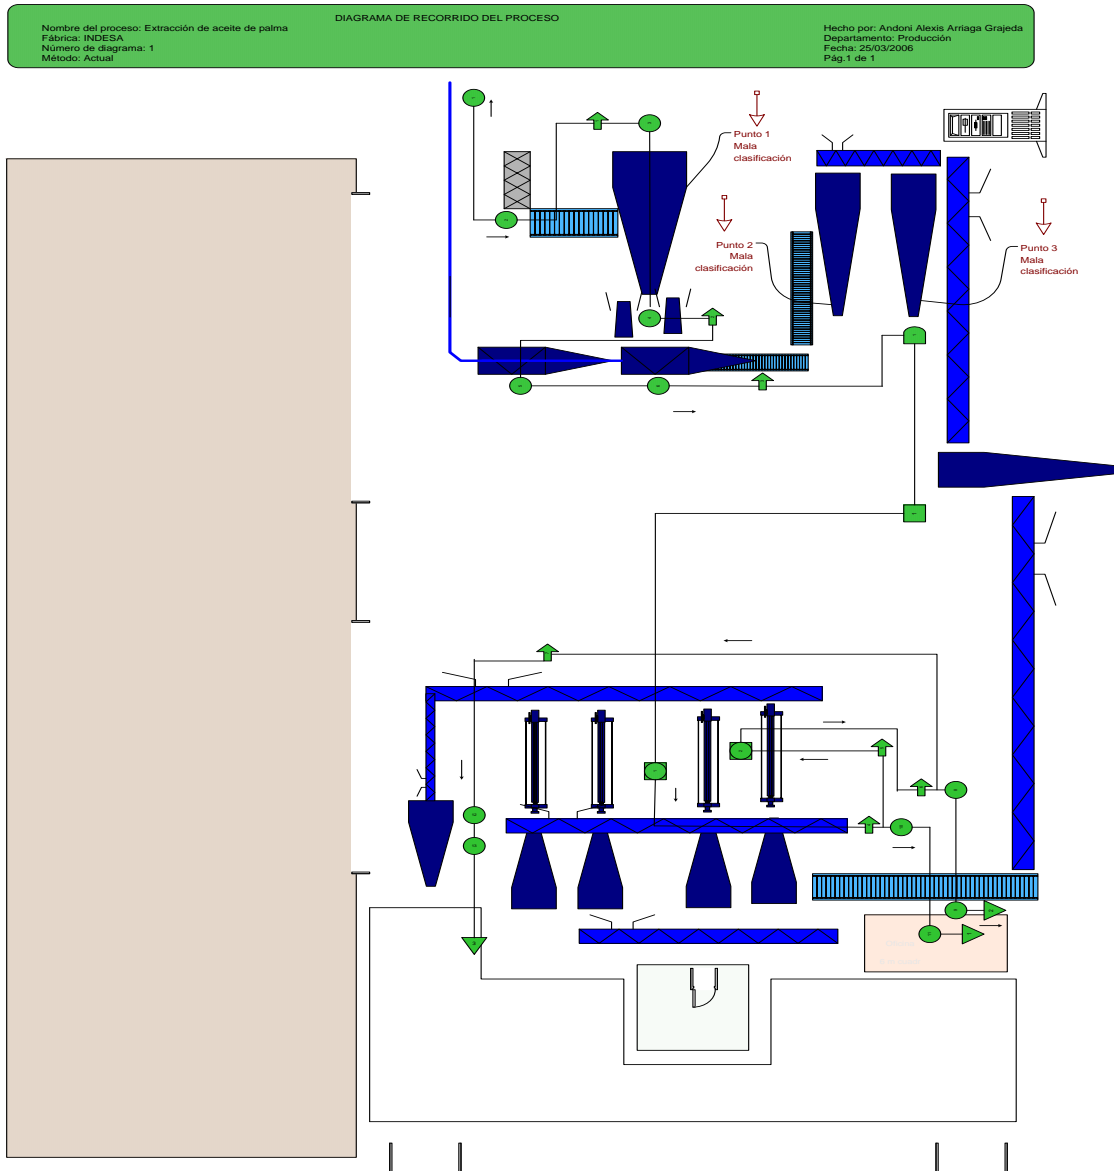 DIAGRAMA DE RECORRIDO DEL PROCESO
Nombre del proceso: Extracción de aceite de palma
Fábrica: INDESA
Número de diagrama: 1
Método: Actual
Hecho por: Andoni Alexis Arriaga Grajeda
Departamento: Producción
Fecha: 25/03/2006
Pág.1 de 1
Punto 1
Mala
clasificación
Punto 2
Mala
clasificación
Punto 3
Mala
clasificación